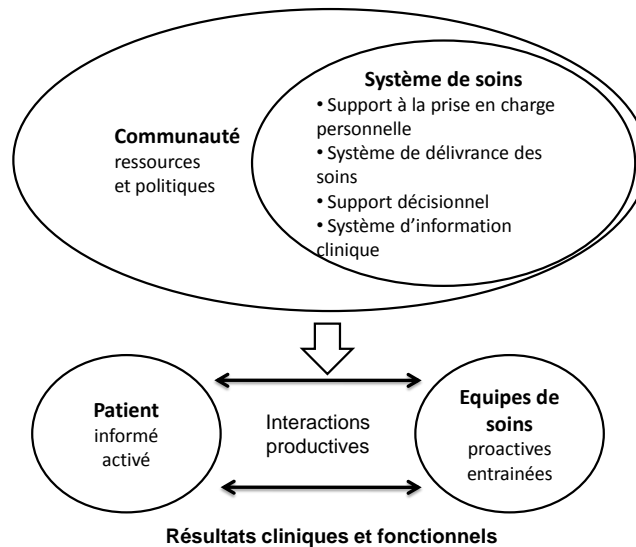 Système de soins
• Support à la prise en charge
personnelle
• Système de délivrance des
soins
• Support décisionnel
• Système d’information
clinique
Communauté
ressources
et politiques
Patient
informé
activé
Interactions
productives
Equipes de
soins
proactives
entrainées
Résultats cliniques et fonctionnels